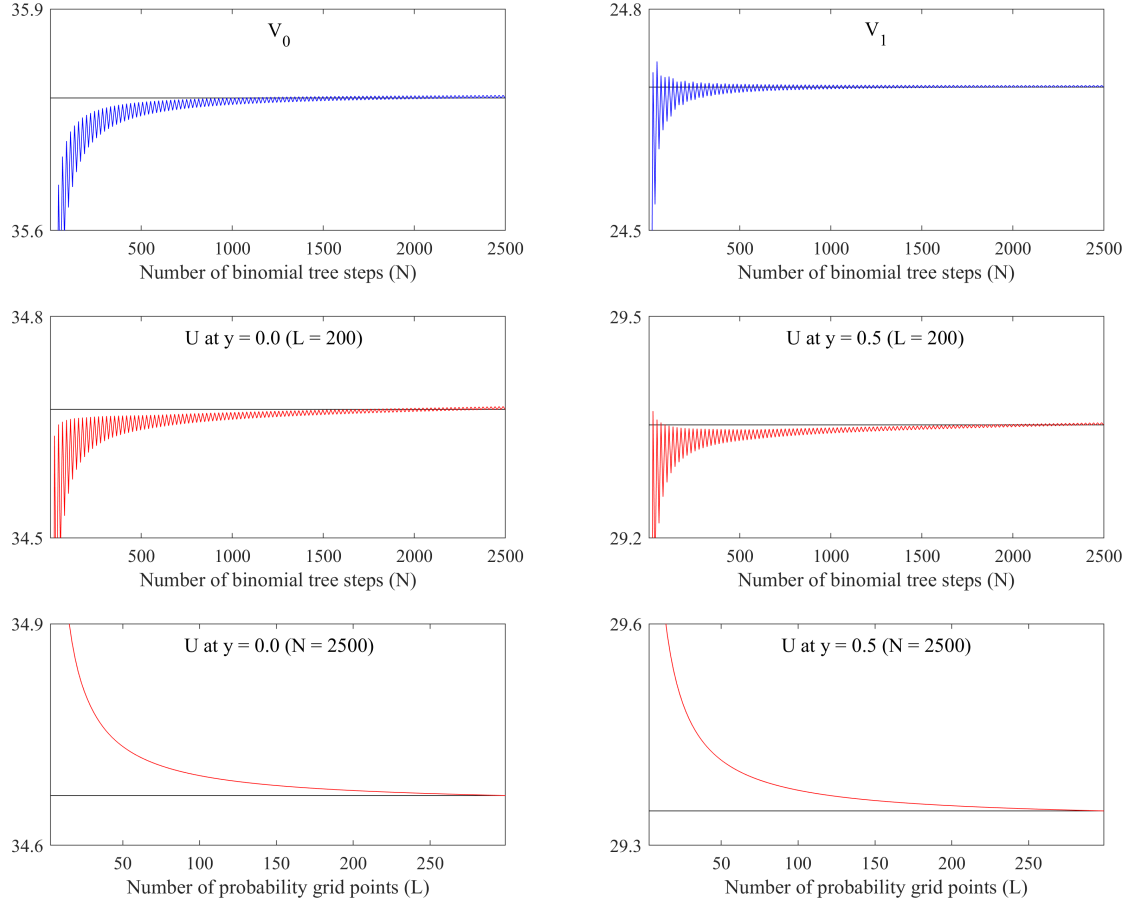 35.9
V₀
35.6
500 1000 1500 2000 2500
Number of binomial tree steps (N)
24.8
V₁
24.5
500 1000 1500 2000 2500
Number of binomial tree steps (N)
34.8
U at y = 0.0 (L = 200)
34.5
500 1000 1500 2000 2500
Number of binomial tree steps (N)
29.5
U at y = 0.5 (L = 200)
29.2
500 1000 1500 2000 2500
Number of binomial tree steps (N)
34.9
U at y = 0.0 (N = 2500)
34.6
50 100 150 200 250
Number of probability grid points (L)
29.6
U at y = 0.5 (N = 2500)
29.3
50 100 150 200 250
Number of probability grid points (L)